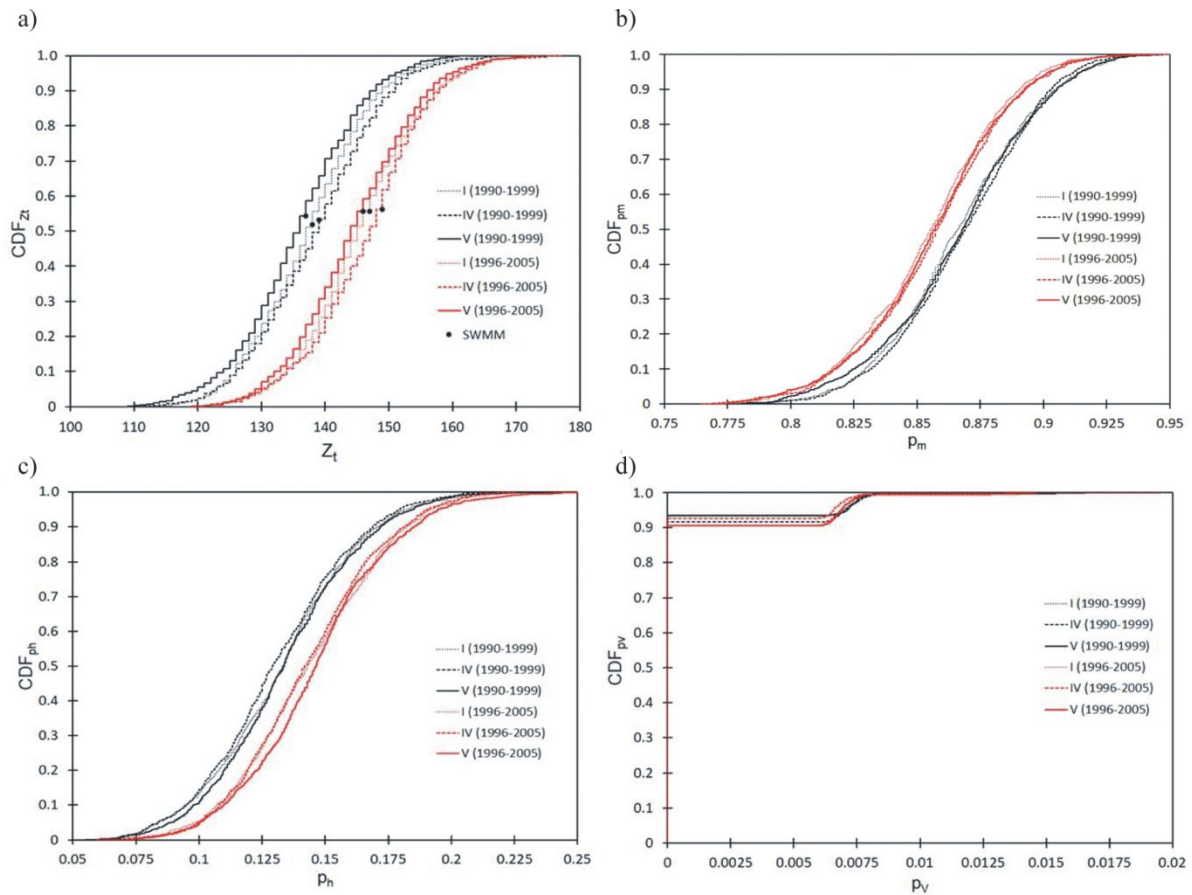 a)
CDF_Zt
1.0
0.9
0.8
0.7
0.6
0.5
0.4
0.3
0.2
0.1
0
I (1990-1999)
IV (1990-1999)
V (1990-1999)
I (1996-2005)
IV (1996-2005)
V (1996-2005)
SWMM
100 110 120 130 140 150 160 170 180
Z_t
b)
CDF_pm
1.0
0.9
0.8
0.7
0.6
0.5
0.4
0.3
0.2
0.1
0
I (1990-1999)
IV (1990-1999)
V (1990-1999)
I (1996-2005)
IV (1996-2005)
V (1996-2005)
0.75 0.775 0.8 0.825 0.85 0.875 0.9 0.925 0.95
p_m
c)
CDF_ph
1.0
0.9
0.8
0.7
0.6
0.5
0.4
0.3
0.2
0.1
0
I (1990-1999)
IV (1990-1999)
V (1990-1999)
I (1996-2005)
IV (1996-2005)
V (1996-2005)
0.05 0.075 0.1 0.125 0.15 0.175 0.2 0.225 0.25
p_h
d)
CDF_pv
1.0
0.9
0.8
0.7
0.6
0.5
0.4
0.3
0.2
0.1
0
I (1990-1999)
IV (1990-1999)
V (1990-1999)
I (1996-2005)
IV (1996-2005)
V (1996-2005)
0 0.0025 0.005 0.0075 0.01 0.0125 0.015 0.0175 0.02
p_V